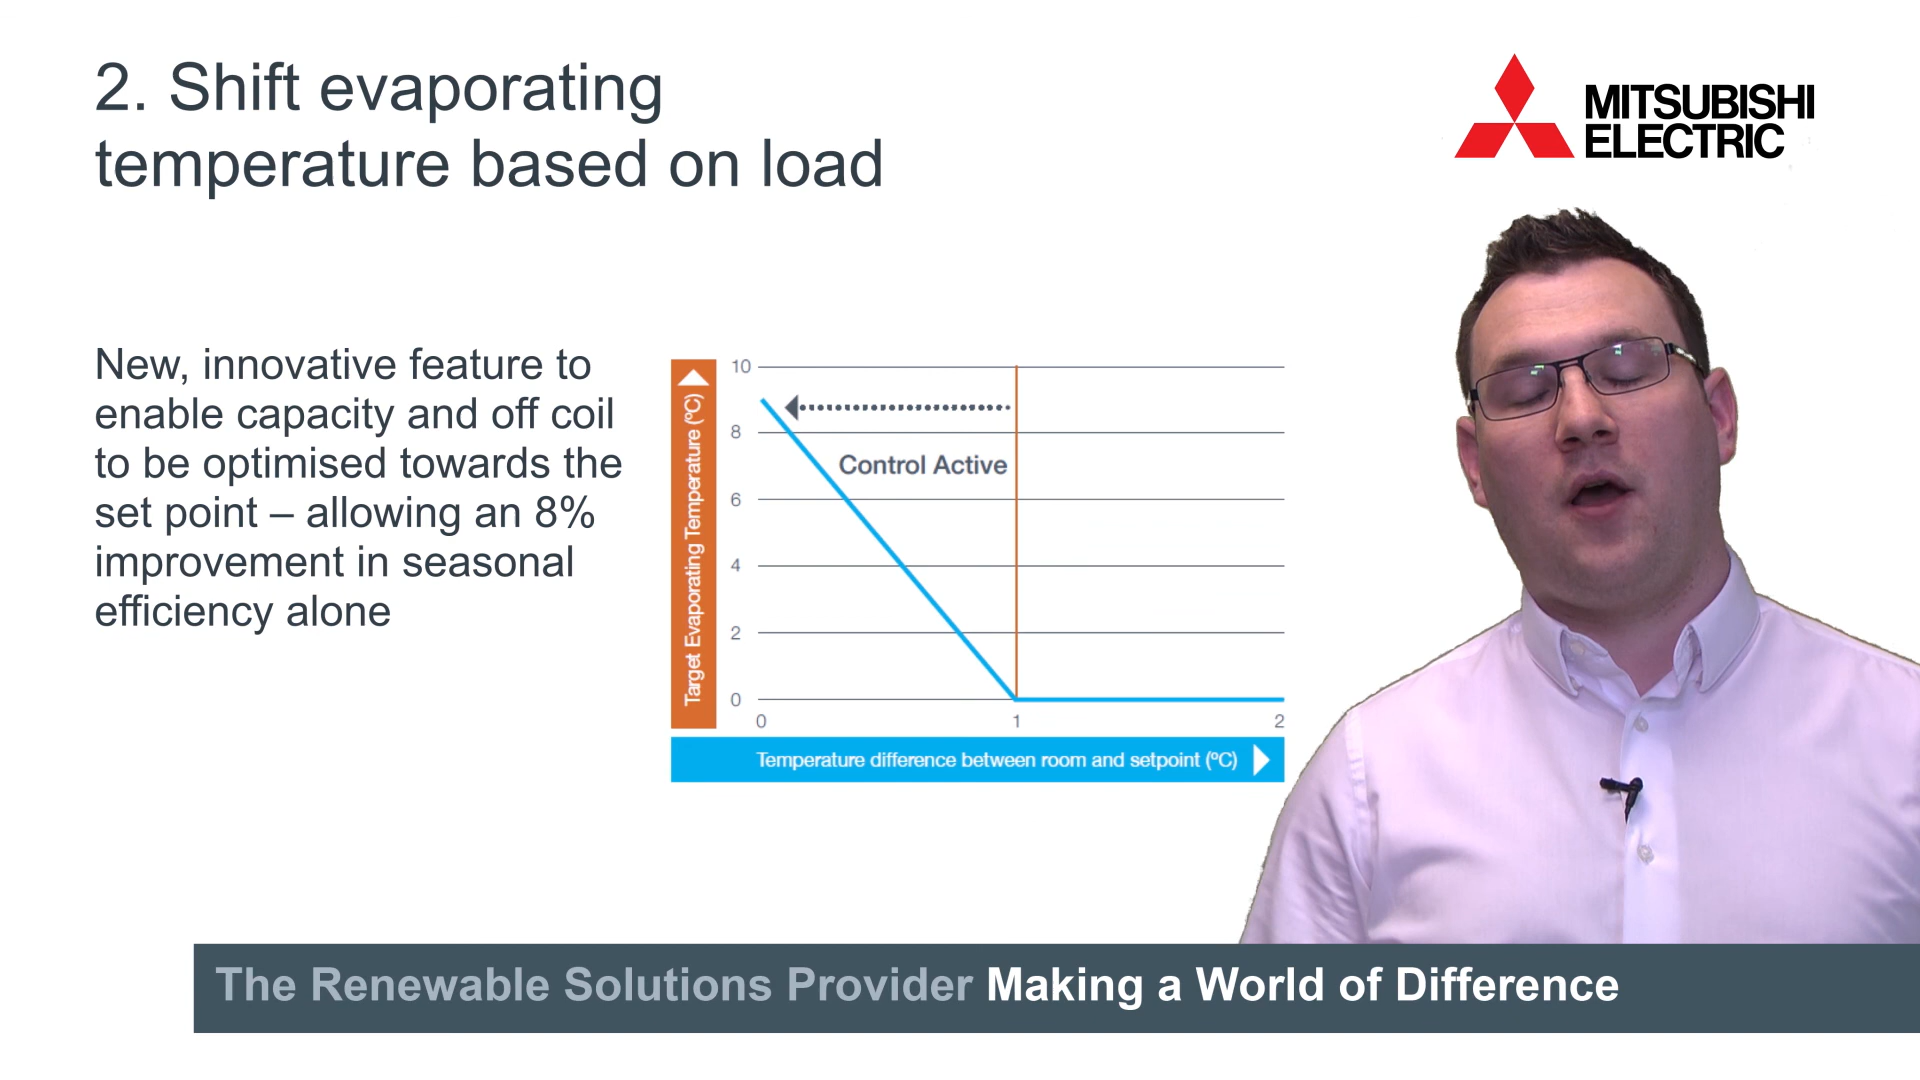 2. Shift evaporating
temperature based on load
MITSUBISHI
ELECTRIC
New, innovative feature to
enable capacity and off coil
to be optimised towards the
set point – allowing an 8%
improvement in seasonal
efficiency alone
Target Evaporating Temperature (ºC)
10
8
6
4
2
0
Control Active
0 1 2
Temperature difference between room and setpoint (ºC)
The Renewable Solutions Provider Making a World of Difference